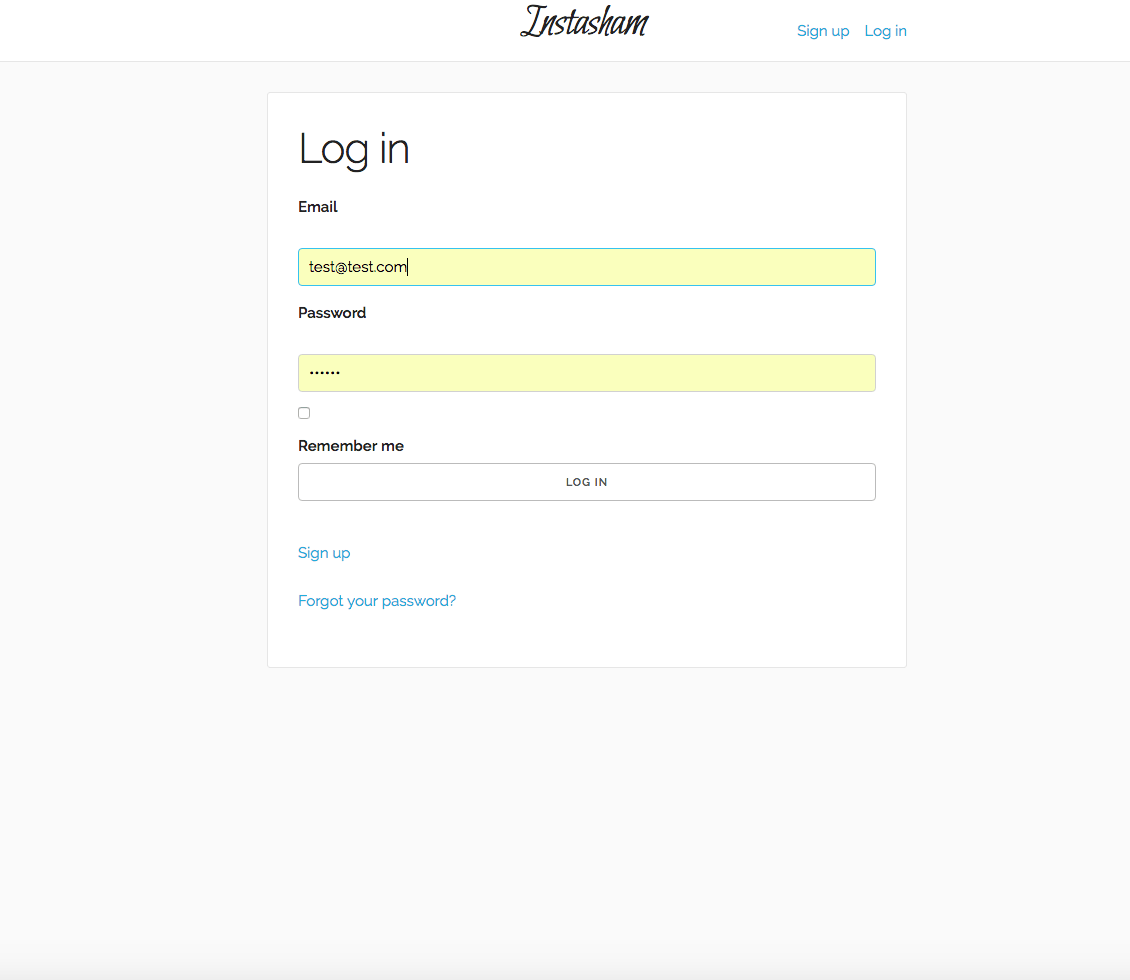 Instasham
Sign up Log in
Log in
Email
test@test.com
Password
••••••
Remember me
LOG IN
Sign up
Forgot your password?